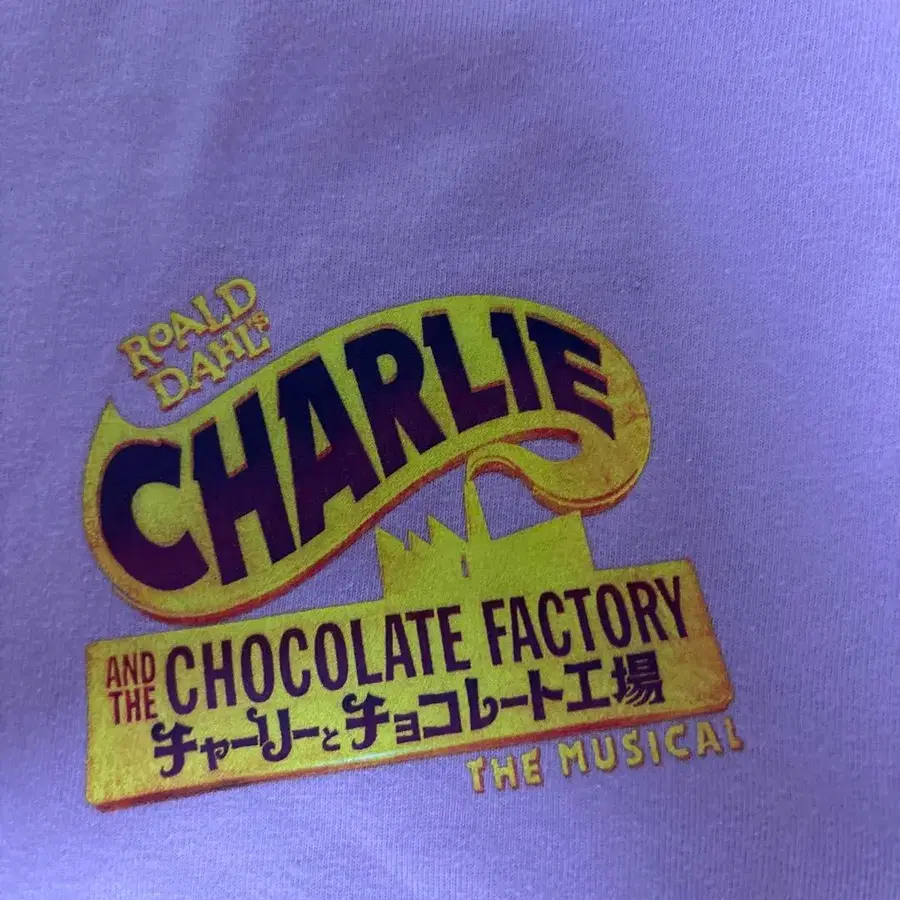 ROALD
DAHL'S
CHARLIE
AND THE CHOCOLATE FACTORY
チャーリーとチョコレート工場
THE MUSICAL